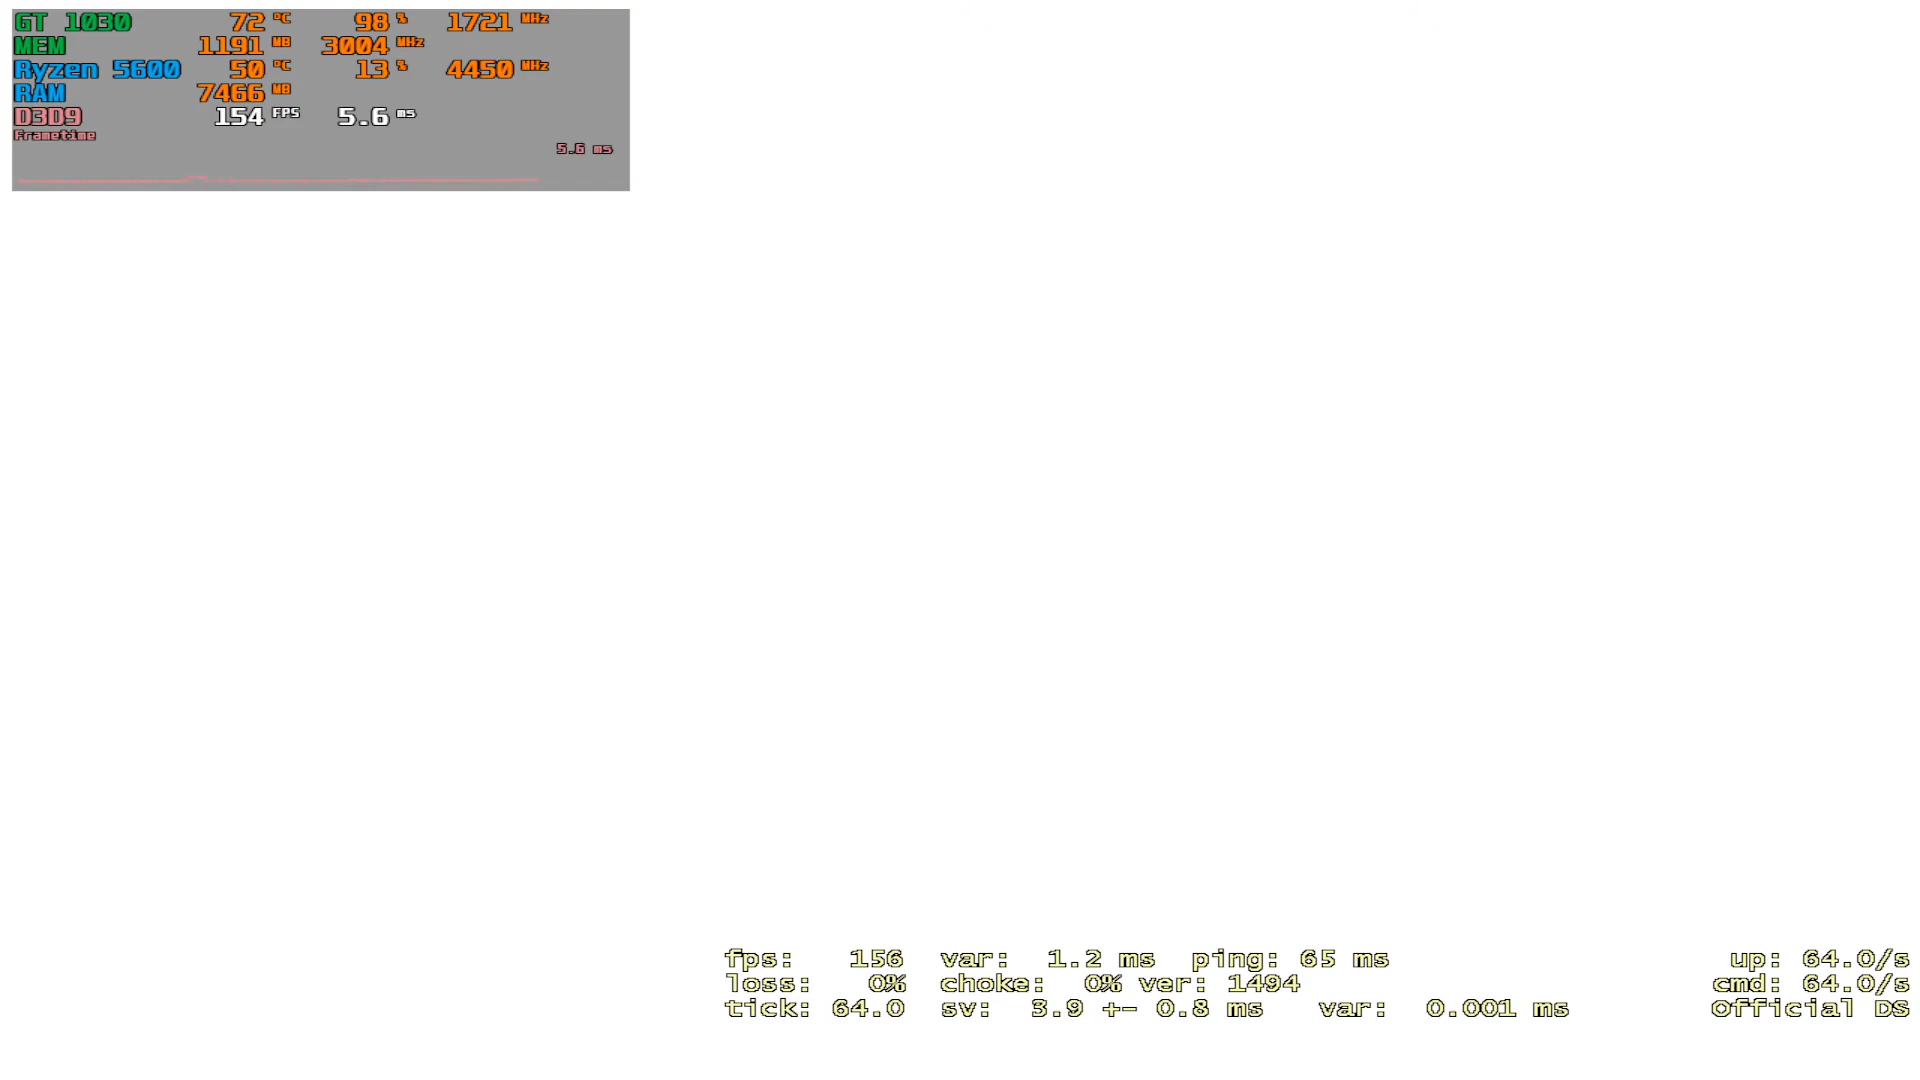 GT 1030 72 °C 98 % 1721 MHz
MEM 1191 MB 3004 MHz
Ryzen 5600 50 °C 13 % 4450 MHz
RAM 7466 MB
D3D9 154 FPS 5.6 ms
Frametime
5.6 ms
fps: 156 var: 1.2 ms ping: 65 ms up: 64.0/s
loss: 0% choke: 0% ver: 1494 cmd: 64.0/s
tick: 64.0 sv: 3.9 +- 0.8 ms var: 0.001 ms Official DS